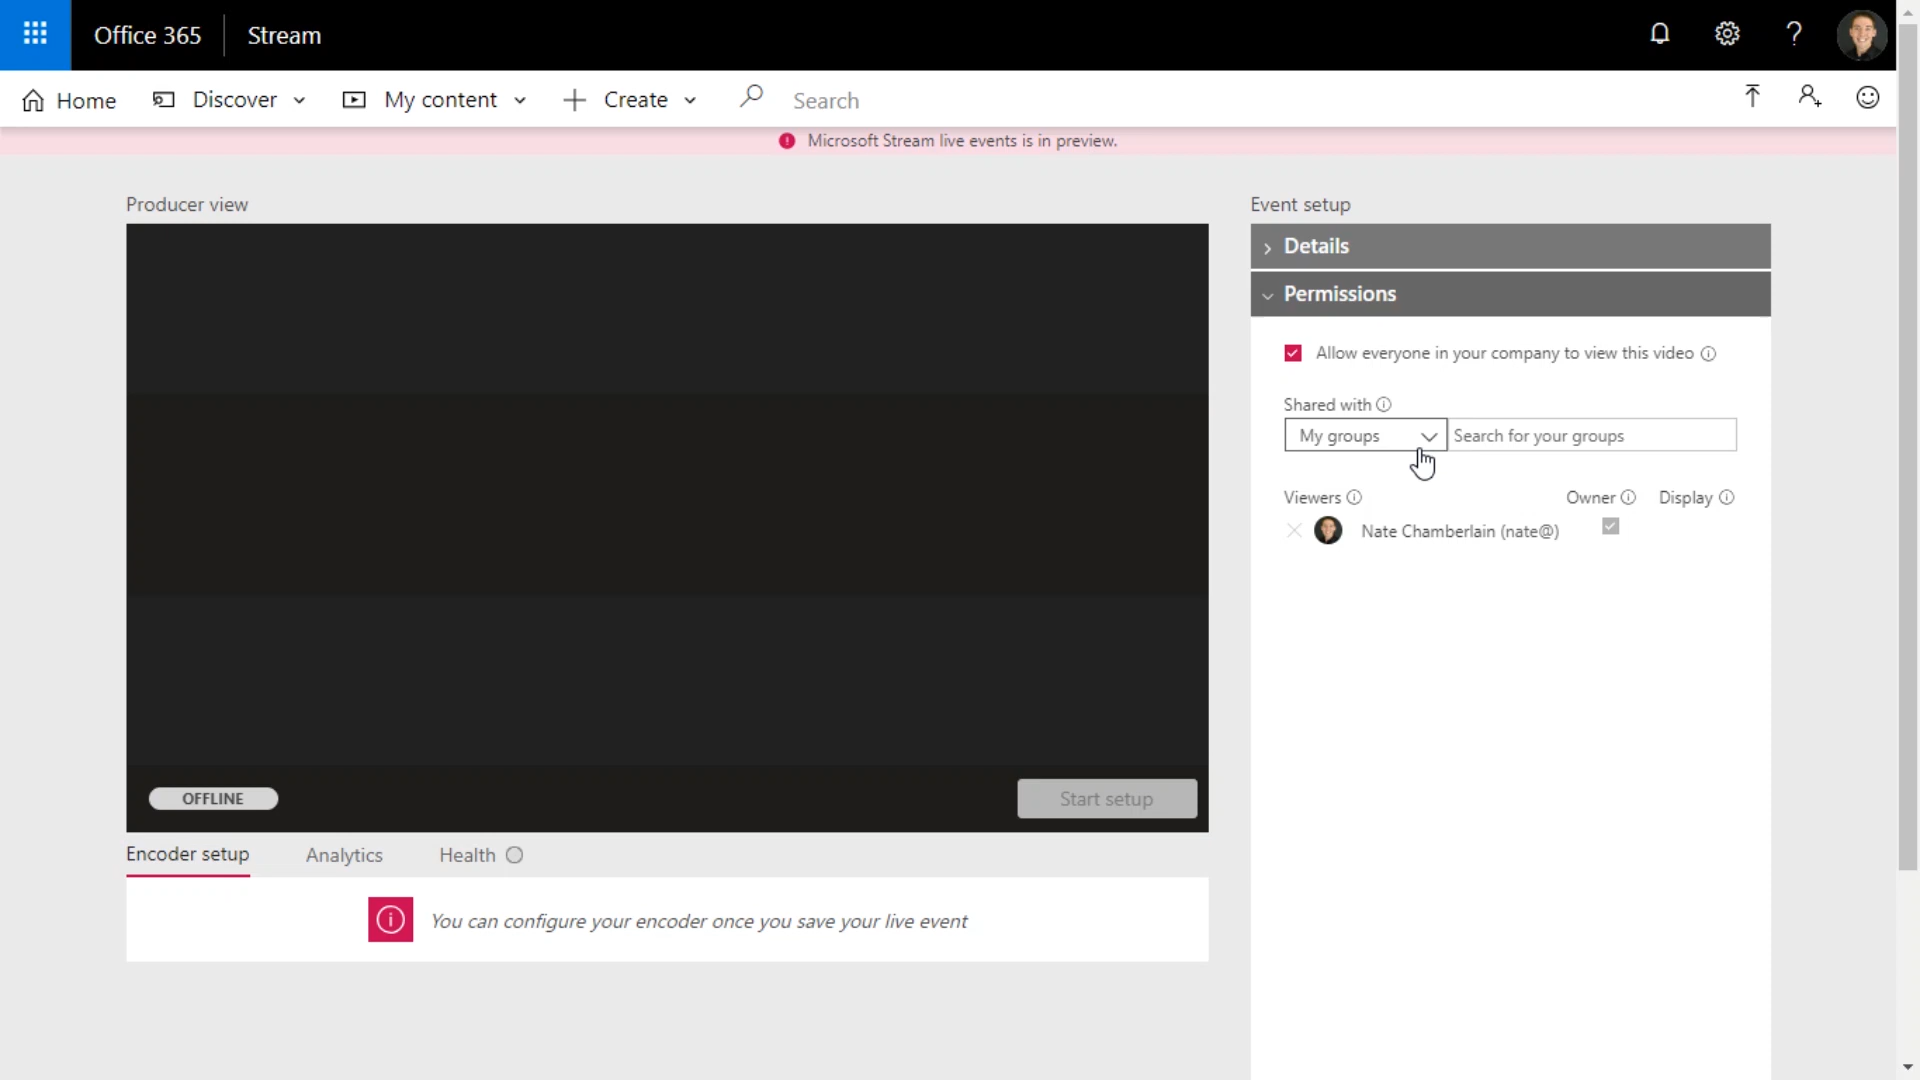 Office 365
Stream
Home
Discover
My content
Create
Search
Microsoft Stream live events is in preview.
Producer view
OFFLINE
Start setup
Encoder setup
Analytics
Health
You can configure your encoder once you save your live event
Event setup
Details
Permissions
Allow everyone in your company to view this video
Shared with
My groups
Search for your groups
Viewers
Owner
Display
Nate Chamberlain (nate@)